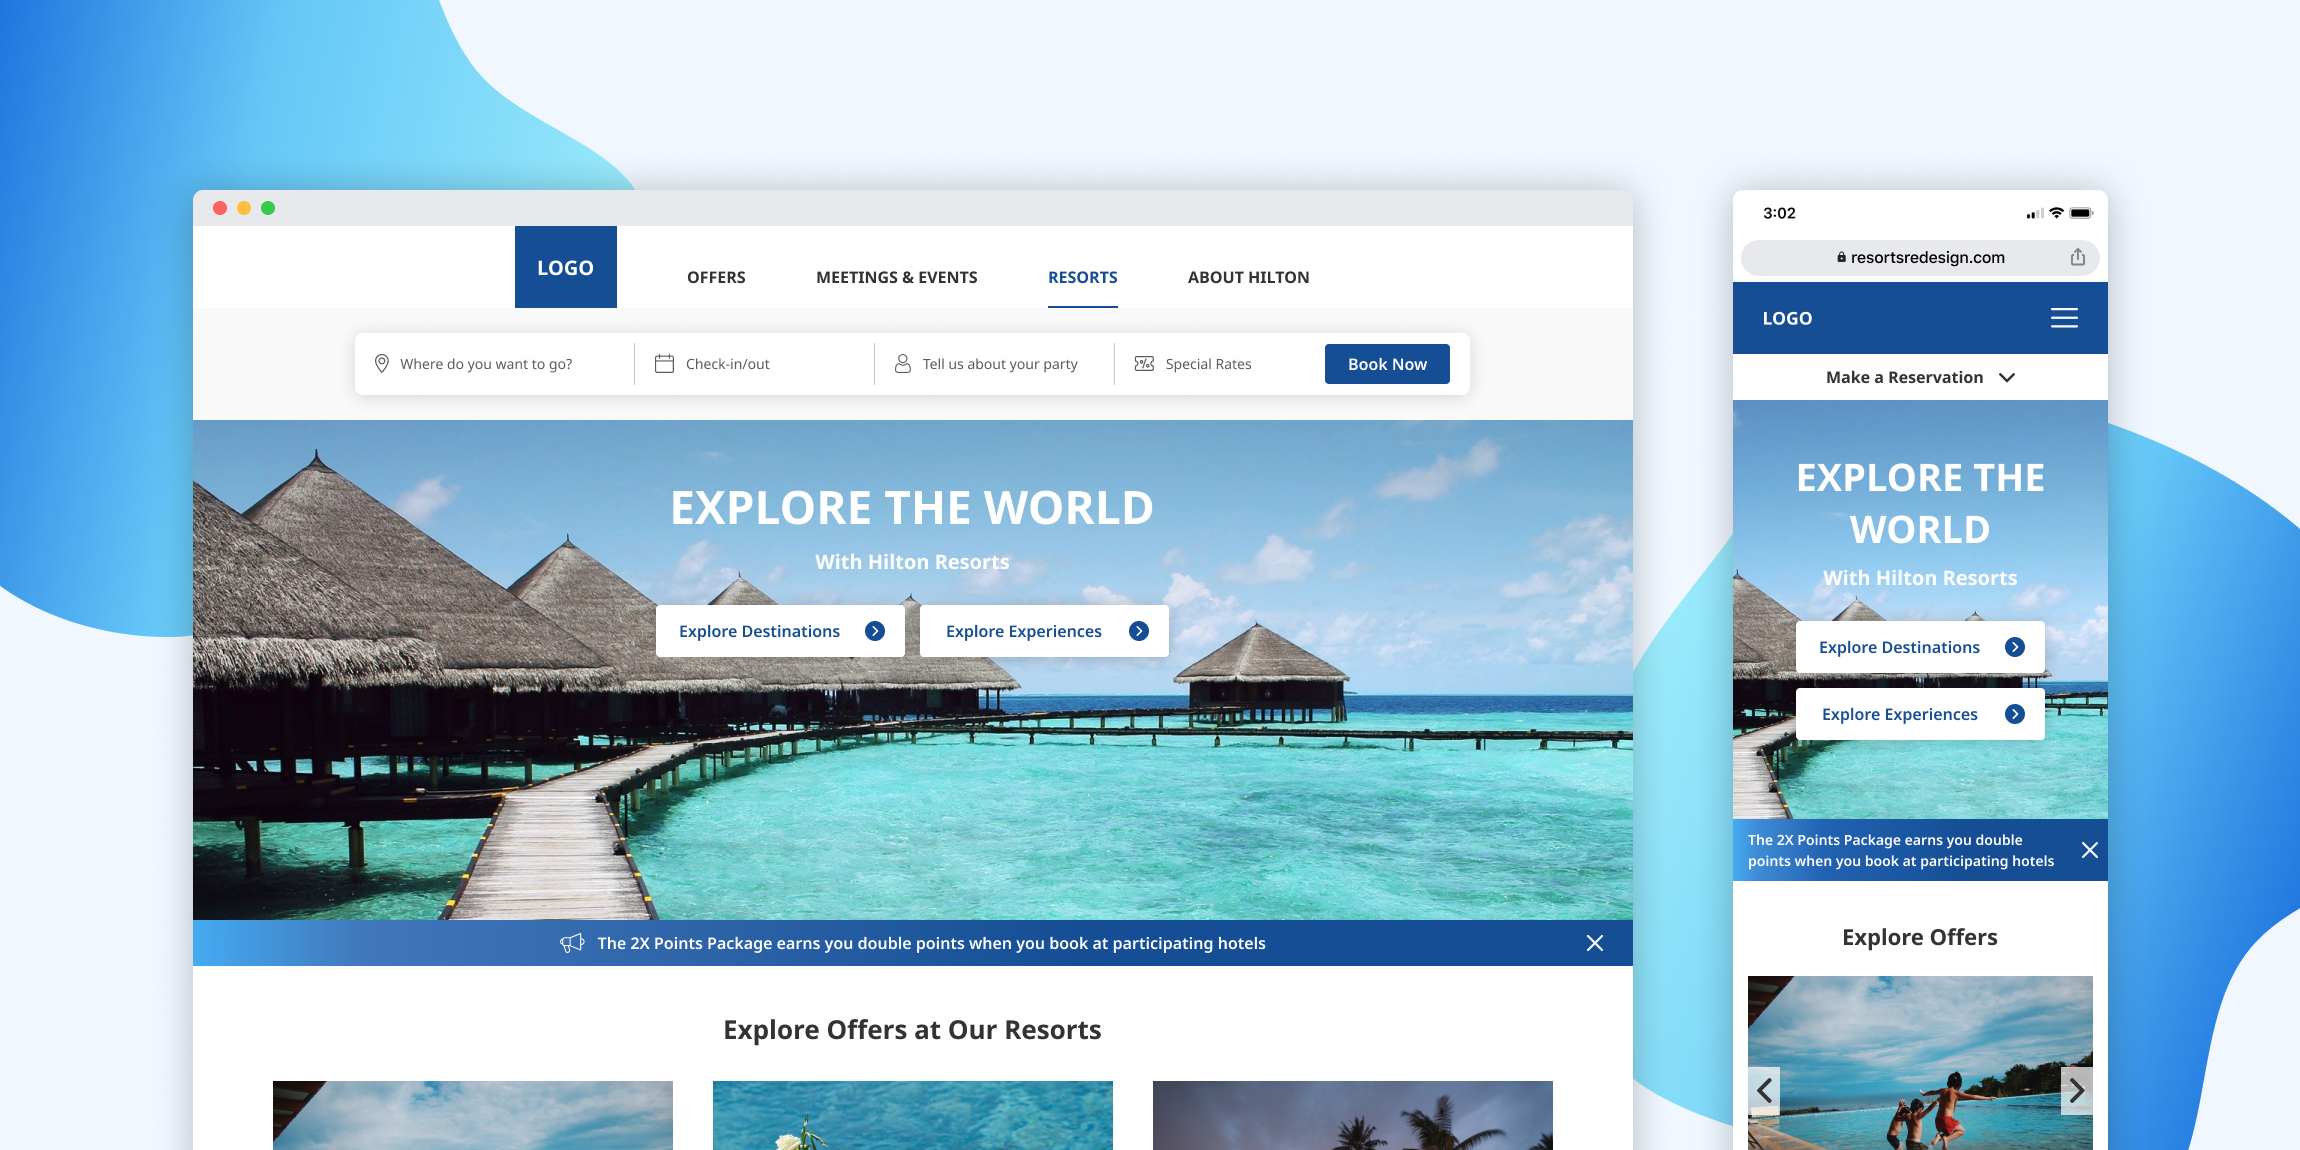 LOGO
OFFERS
MEETINGS & EVENTS
RESORTS
ABOUT HILTON
Where do you want to go?
Check-in/out
Tell us about your party
Special Rates
Book Now
EXPLORE THE WORLD
With Hilton Resorts
Explore Destinations
Explore Experiences
The 2X Points Package earns you double points when you book at participating hotels
Explore Offers at Our Resorts
3:02
resortsredesign.com
LOGO
Make a Reservation
EXPLORE THE
WORLD
With Hilton Resorts
Explore Destinations
Explore Experiences
The 2X Points Package earns you double
points when you book at participating hotels
Explore Offers